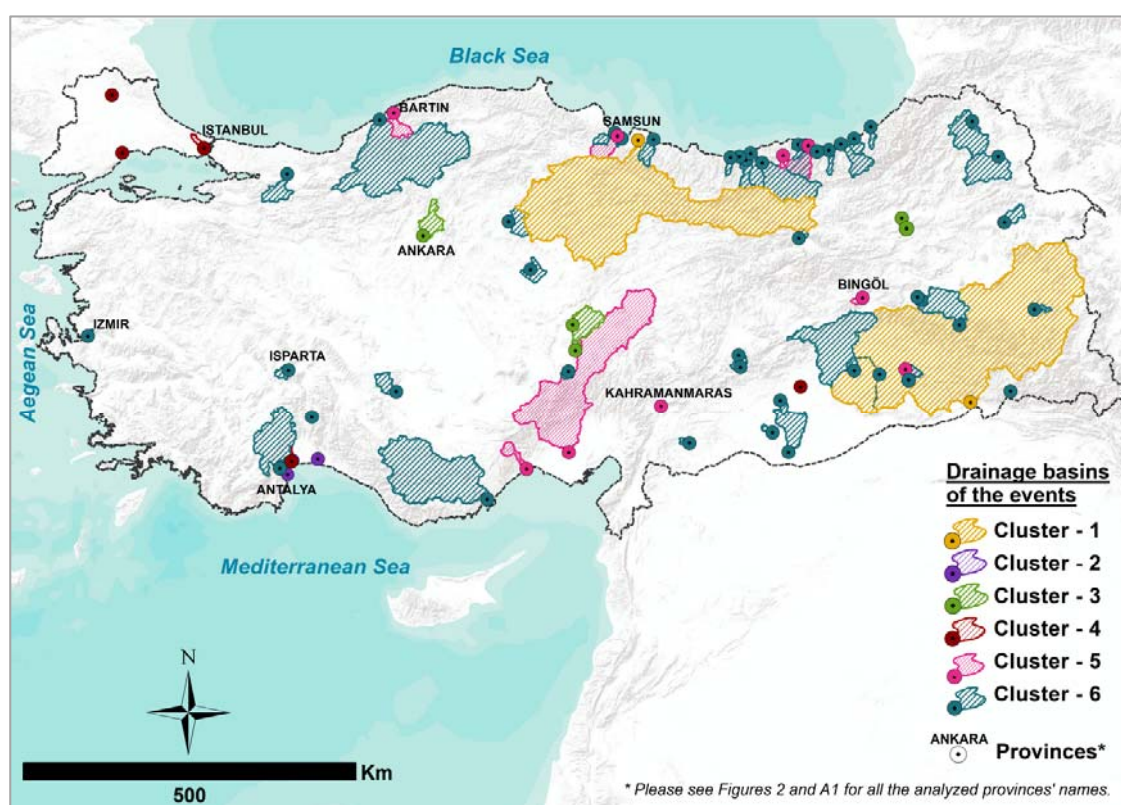 Black Sea
BARTIN
ISTANBUL
SAMSUN
ANKARA
BINGÖL
Aegean Sea
IZMIR
ISPARTA
KAHRAMANMARAS
ANTALYA
Mediterranean Sea
Drainage basins
of the events
Cluster - 1
Cluster - 2
Cluster - 3
Cluster - 4
Cluster - 5
Cluster - 6
ANKARA
Provinces*
N
Km
500
* Please see Figures 2 and A1 for all the analyzed provinces' names.